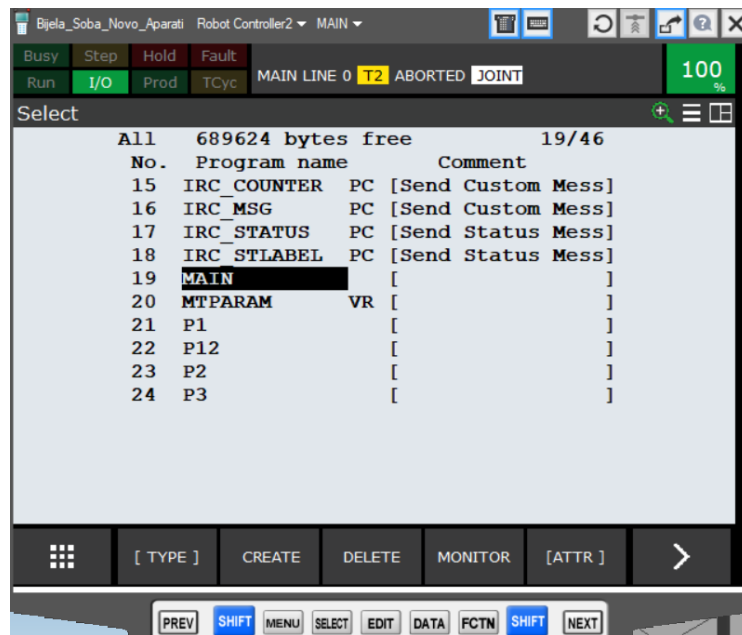 Bijela_Soba_Novo_Aparati Robot Controller2 MAIN
Busy Step Hold Fault
Run I/O Prod TCyc
MAIN LINE 0 T2 ABORTED JOINT
100
%
Select
All 689624 bytes free 19/46
No. Program name Comment
15 IRC_COUNTER PC [Send Custom Mess]
16 IRC_MSG PC [Send Custom Mess]
17 IRC_STATUS PC [Send Status Mess]
18 IRC_STLABEL PC [Send Status Mess]
19 MAIN [ ]
20 MTPARAM VR [ ]
21 P1 [ ]
22 P12 [ ]
23 P2 [ ]
24 P3 [ ]
[ TYPE ] CREATE DELETE MONITOR [ATTR ] >
PREV SHIFT MENU SELECT EDIT DATA FCTN SHIFT NEXT